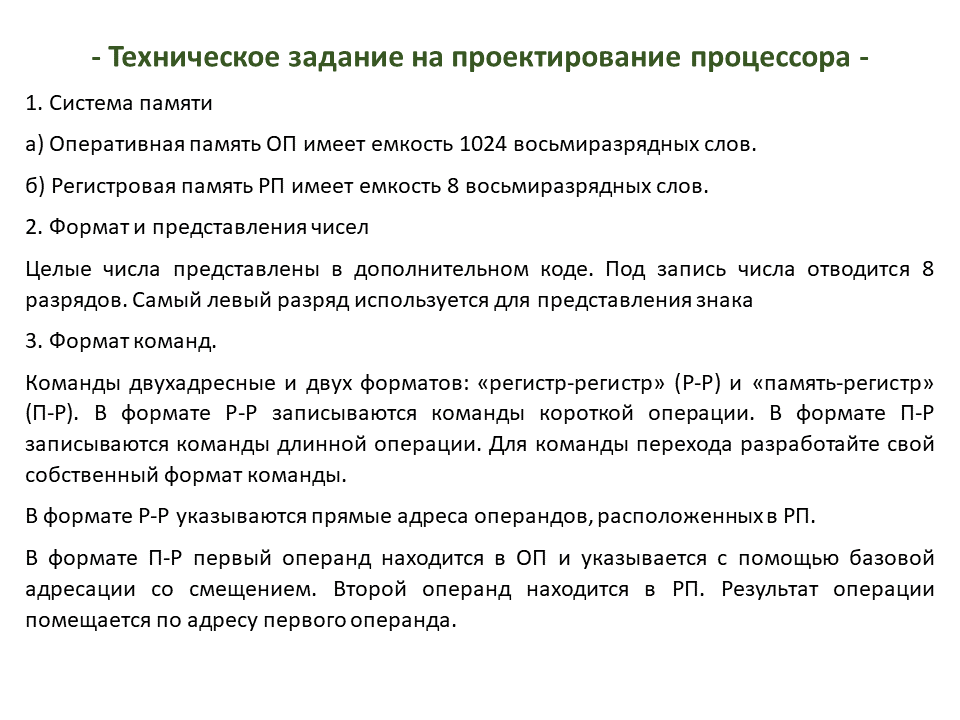 - Техническое задание на проектирование процессора -
1. Система памяти
а) Оперативная память ОП имеет емкость 1024 восьмиразрядных слов.
б) Регистровая память РП имеет емкость 8 восьмиразрядных слов.
2. Формат и представления чисел
Целые числа представлены в дополнительном коде. Под запись числа отводится 8
разрядов. Самый левый разряд используется для представления знака
3. Формат команд.
Команды двухадресные и двух форматов: «регистр-регистр» (Р-Р) и «память-регистр»
(П-Р). В формате Р-Р записываются команды короткой операции. В формате П-Р
записываются команды длинной операции. Для команды перехода разработайте свой
собственный формат команды.
В формате Р-Р указываются прямые адреса операндов, расположенных в РП.
В формате П-Р первый операнд находится в ОП и указывается с помощью базовой
адресации со смещением. Второй операнд находится в РП. Результат операции
помещается по адресу первого операнда.